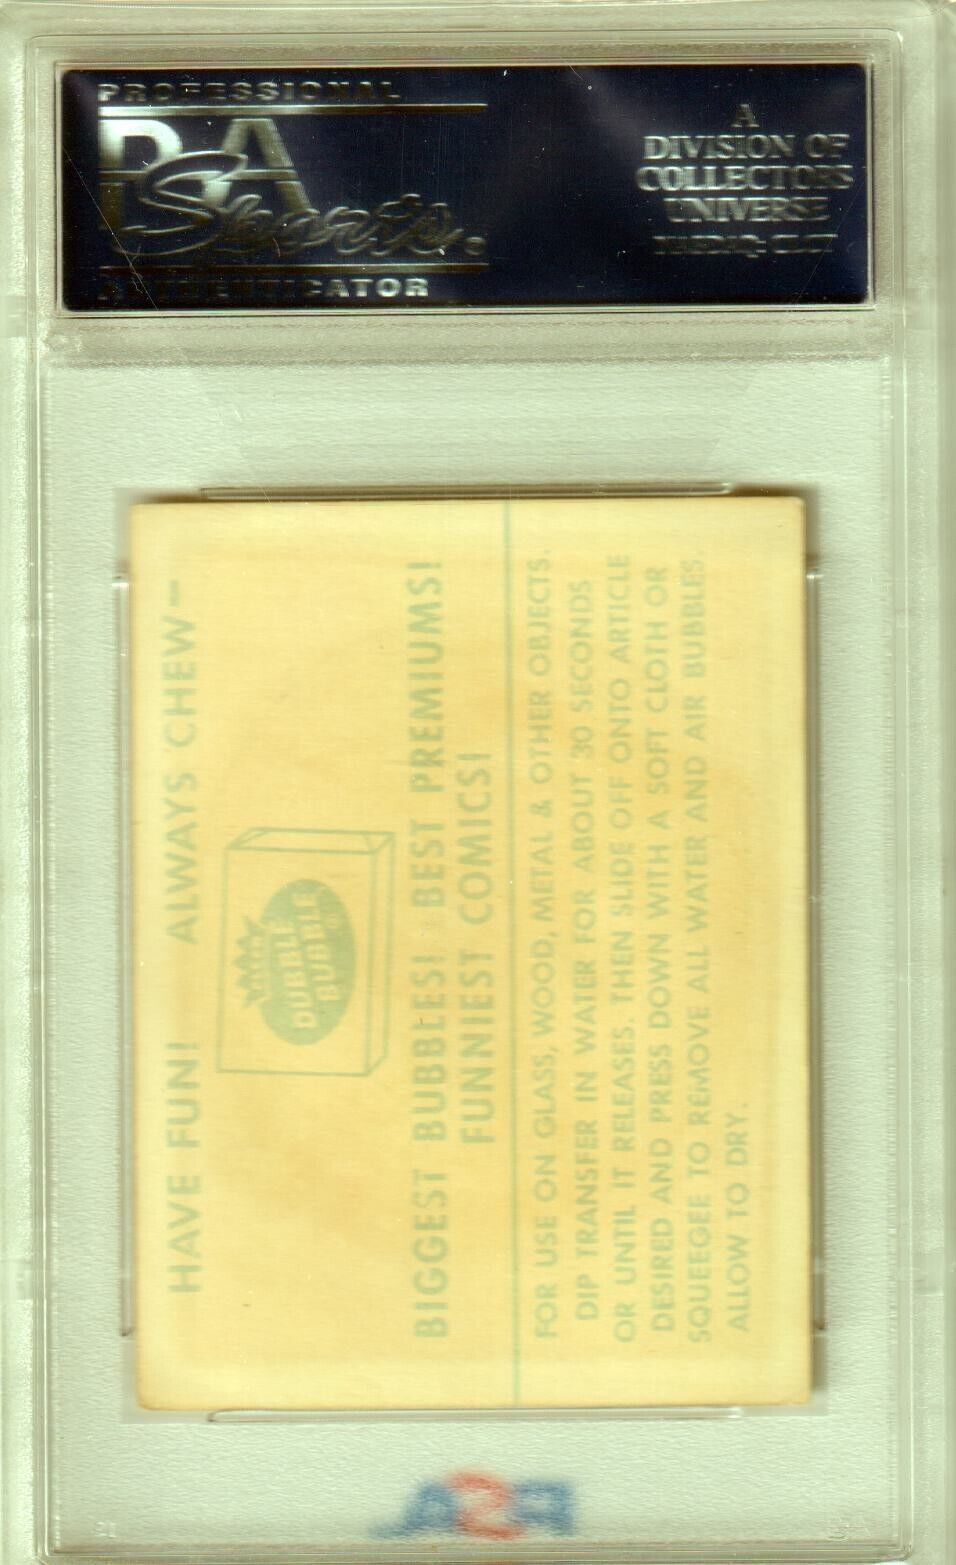 PROFESSIONAL
PSA
Sports
AUTHENTICATOR
A
DIVISION OF
COLLECTORS
UNIVERSE
HAVE FUN! ALWAYS CHEW—
FLEER
DUBBLE
BUBBLE
BIGGEST BUBBLES! BEST PREMIUMS!
FUNNIEST COMICS!
FOR USE ON GLASS, WOOD, METAL & OTHER OBJECTS.
DIP TRANSFER IN WATER FOR ABOUT 30 SECONDS
OR UNTIL IT RELEASES. THEN SLIDE OFF ONTO ARTICLE
DESIRED AND PRESS DOWN WITH A SOFT CLOTH OR
SQUEEGEE TO REMOVE ALL WATER AND AIR BUBBLES.
ALLOW TO DRY.
PSA